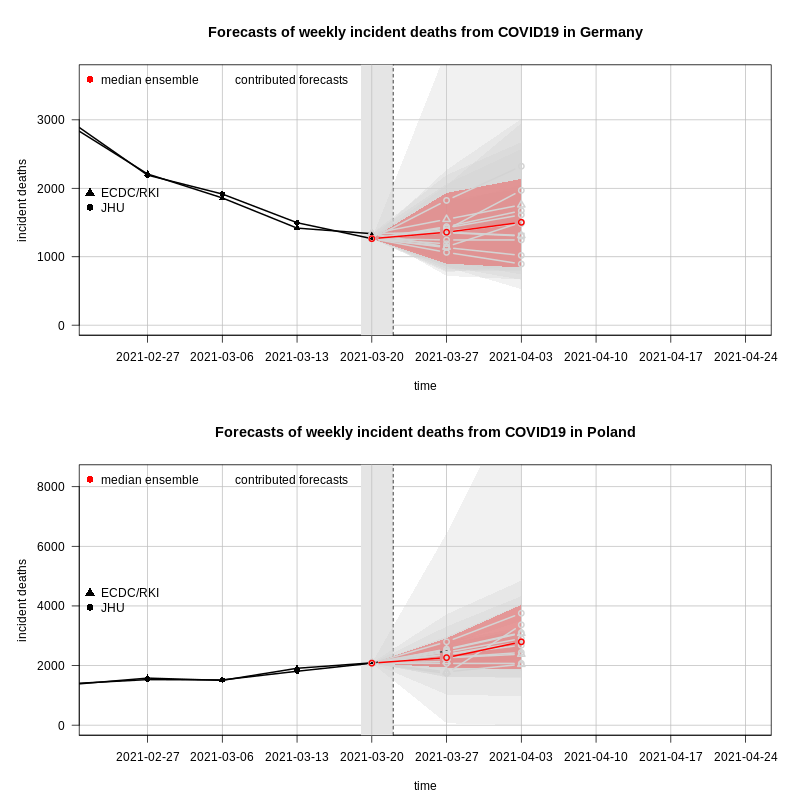 Forecasts of weekly incident deaths from COVID19 in Germany
median ensemble contributed forecasts
3000
2000
1000
0
ECDC/RKI
JHU
incident deaths
2021-02-27 2021-03-06 2021-03-13 2021-03-20 2021-03-27 2021-04-03 2021-04-10 2021-04-17 2021-04-24
time
Forecasts of weekly incident deaths from COVID19 in Poland
median ensemble contributed forecasts
8000
6000
4000
2000
0
ECDC/RKI
JHU
incident deaths
2021-02-27 2021-03-06 2021-03-13 2021-03-20 2021-03-27 2021-04-03 2021-04-10 2021-04-17 2021-04-24
time